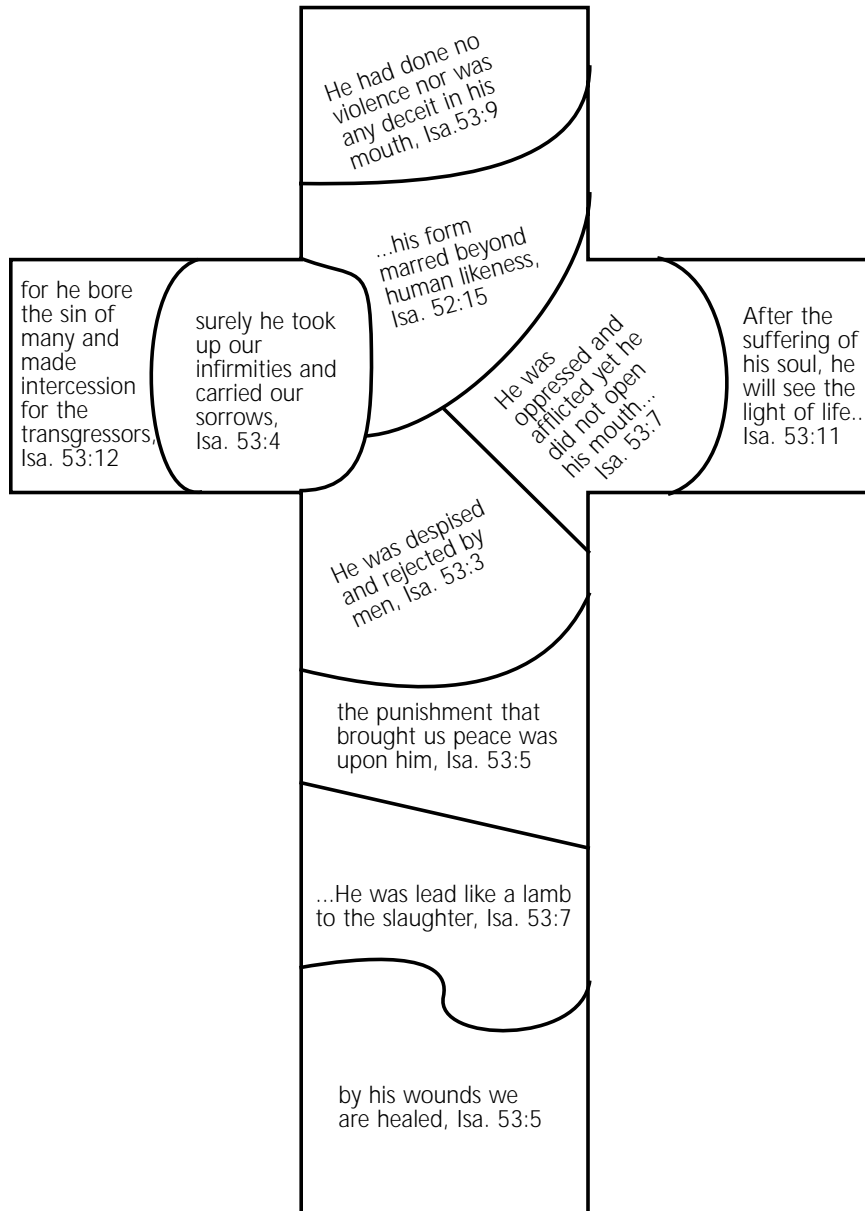 He had done no
violence nor was
any deceit in his
mouth, Isa.53:9
...his form
marred beyond
human likeness,
Isa. 52:15
for he bore
the sin of
many and
made
intercession
for the
transgressors,
Isa. 53:12
surely he took
up our
infirmities and
carried our
sorrows,
Isa. 53:4
He was
oppressed and
afflicted yet he
did not open
his mouth...
Isa. 53:7
After the
suffering of
his soul, he
will see the
light of life..
Isa. 53:11
He was despised
and rejected by
men, Isa. 53:3
the punishment that
brought us peace was
upon him, Isa. 53:5
...He was lead like a lamb
to the slaughter, Isa. 53:7
by his wounds we
are healed, Isa. 53:5